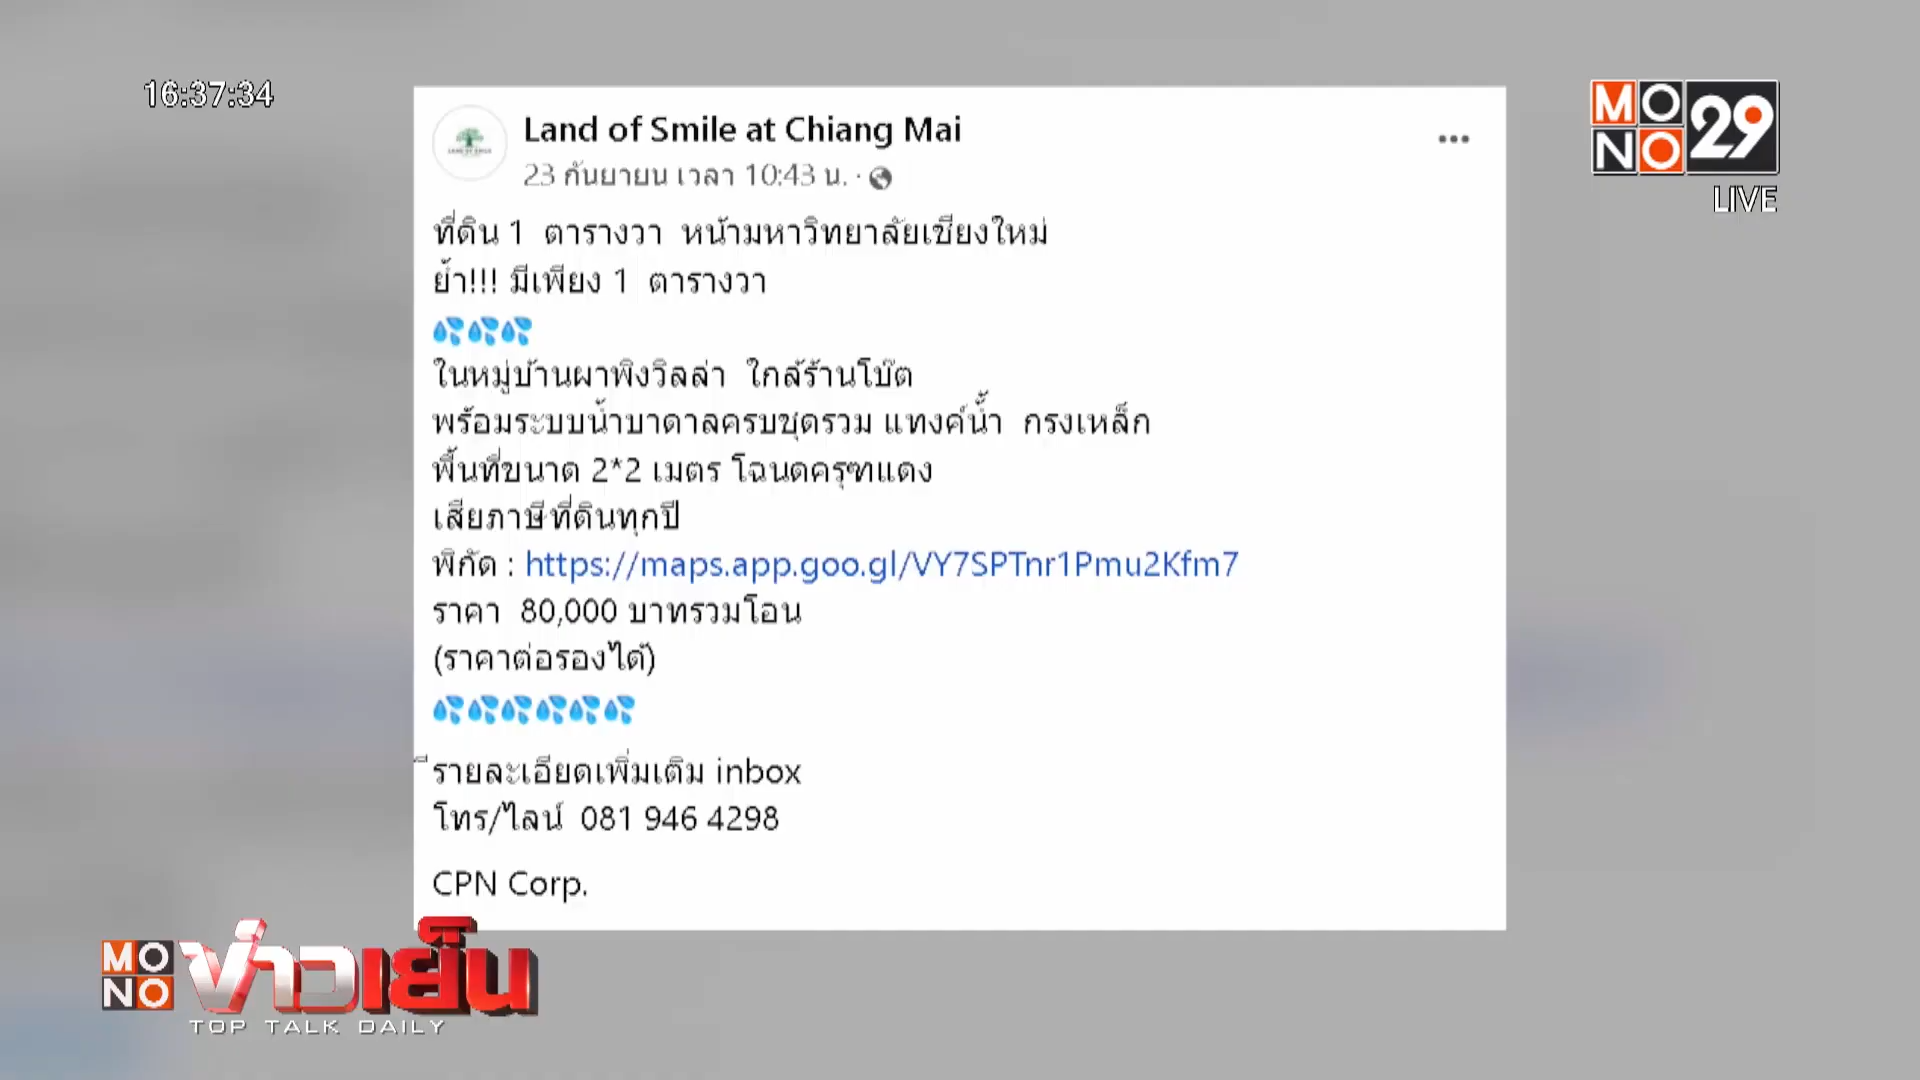 16:37:34
MONO 29
LIVE
Land of Smile at Chiang Mai
23 กันยายน เวลา 10:43 น. ·
ที่ดิน 1 ตารางวา หน้ามหาวิทยาลัยเชียงใหม่
ย้ำ!!! มีเพียง 1 ตารางวา
💦💦💦
ในหมู่บ้านผาพิงวิลล่า ใกล้ร้านโบ๊ต
พร้อมระบบน้ำบาดาลครบชุดรวม แทงค์น้ำ กรงเหล็ก
พื้นที่ขนาด 2*2 เมตร โฉนดครุฑแดง
เสียภาษีที่ดินทุกปี
พิกัด : https://maps.app.goo.gl/VY7SPTnr1Pmu2Kfm7
ราคา 80,000 บาทรวมโอน
(ราคาต่อรองได้)
💦💦💦💦💦💦
ีรายละเอียดเพิ่มเติม inbox
โทร/ไลน์ 081 946 4298
CPN Corp.
MONO ข่าวเย็น
TOP TALK DAILY